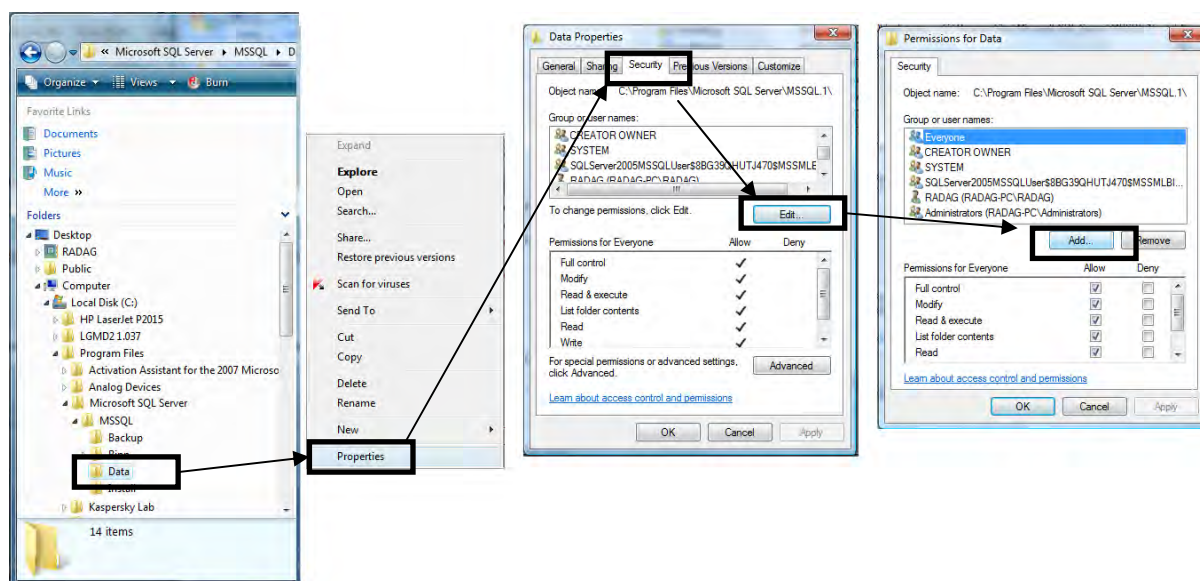 « Microsoft SQL Server ▸ MSSQL ▸ D
Organize Views Burn
Favorite Links
Documents
Pictures
Music
More »
Folders
Desktop
RADAG
Public
Computer
Local Disk (C:)
HP LaserJet P2015
LGMD2 1.037
Program Files
Activation Assistant for the 2007 Microso
Analog Devices
Microsoft SQL Server
MSSQL
Backup
Data
Install
Kaspersky Lab
14 items
Expand
Explore
Open
Search...
Share...
Restore previous versions
Scan for viruses
Send To
Cut
Copy
Delete
Rename
New
Properties
Data Properties
General Sharing Security Previous Versions Customize
Object name: C:\Program Files\Microsoft SQL Server\MSSQL.1\
Group or user names:
CREATOR OWNER
SYSTEM
SQLServer2005MSSQLUser$8BG39QHUTJ470$MSSMLE
RADAG (RADAG-PC\RADAG)
To change permissions, click Edit.
Edit...
Permissions for Everyone Allow Deny
Full control
Modify
Read & execute
List folder contents
Read
Write
For special permissions or advanced settings,
click Advanced.
Advanced
Learn about access control and permissions
OK Cancel Apply
Permissions for Data
Security
Object name: C:\Program Files\Microsoft SQL Server\MSSQL.1\
Group or user names:
Everyone
CREATOR OWNER
SYSTEM
SQLServer2005MSSQLUser$8BG39QHUTJ470$MSSMLBI...
RADAG (RADAG-PC\RADAG)
Administrators (RADAG-PC\Administrators)
Add... Remove
Permissions for Everyone Allow Deny
Full control
Modify
Read & execute
List folder contents
Read
Learn about access control and permissions
OK Cancel Apply